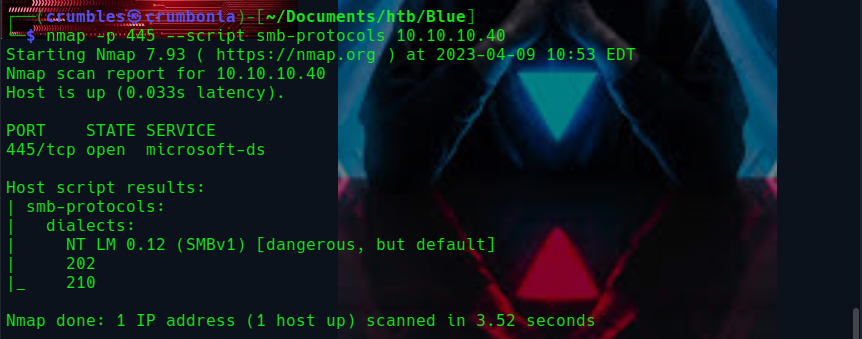 ┌──(crumbles㉿crumbonia)-[~/Documents/htb/Blue]
└─$ nmap -p 445 --script smb-protocols 10.10.10.40
Starting Nmap 7.93 ( https://nmap.org ) at 2023-04-09 10:53 EDT
Nmap scan report for 10.10.10.40
Host is up (0.033s latency).

PORT    STATE SERVICE
445/tcp open  microsoft-ds

Host script results:
| smb-protocols:
|   dialects:
|     NT LM 0.12 (SMBv1) [dangerous, but default]
|     202
|_    210

Nmap done: 1 IP address (1 host up) scanned in 3.52 seconds